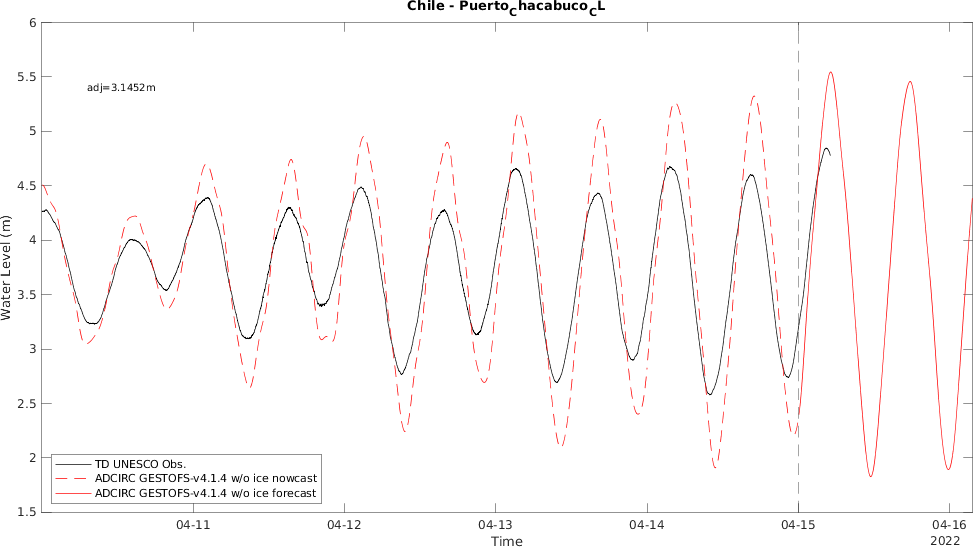 Chile - PuertoChacabucoCL
adj=3.1452m
6
5.5
5
4.5
4
3.5
3
2.5
2
1.5
Water Level (m)
TD UNESCO Obs.
ADCIRC GESTOFS-v4.1.4 w/o ice nowcast
ADCIRC GESTOFS-v4.1.4 w/o ice forecast
04-11 04-12 04-13 04-14 04-15 04-16
Time
2022